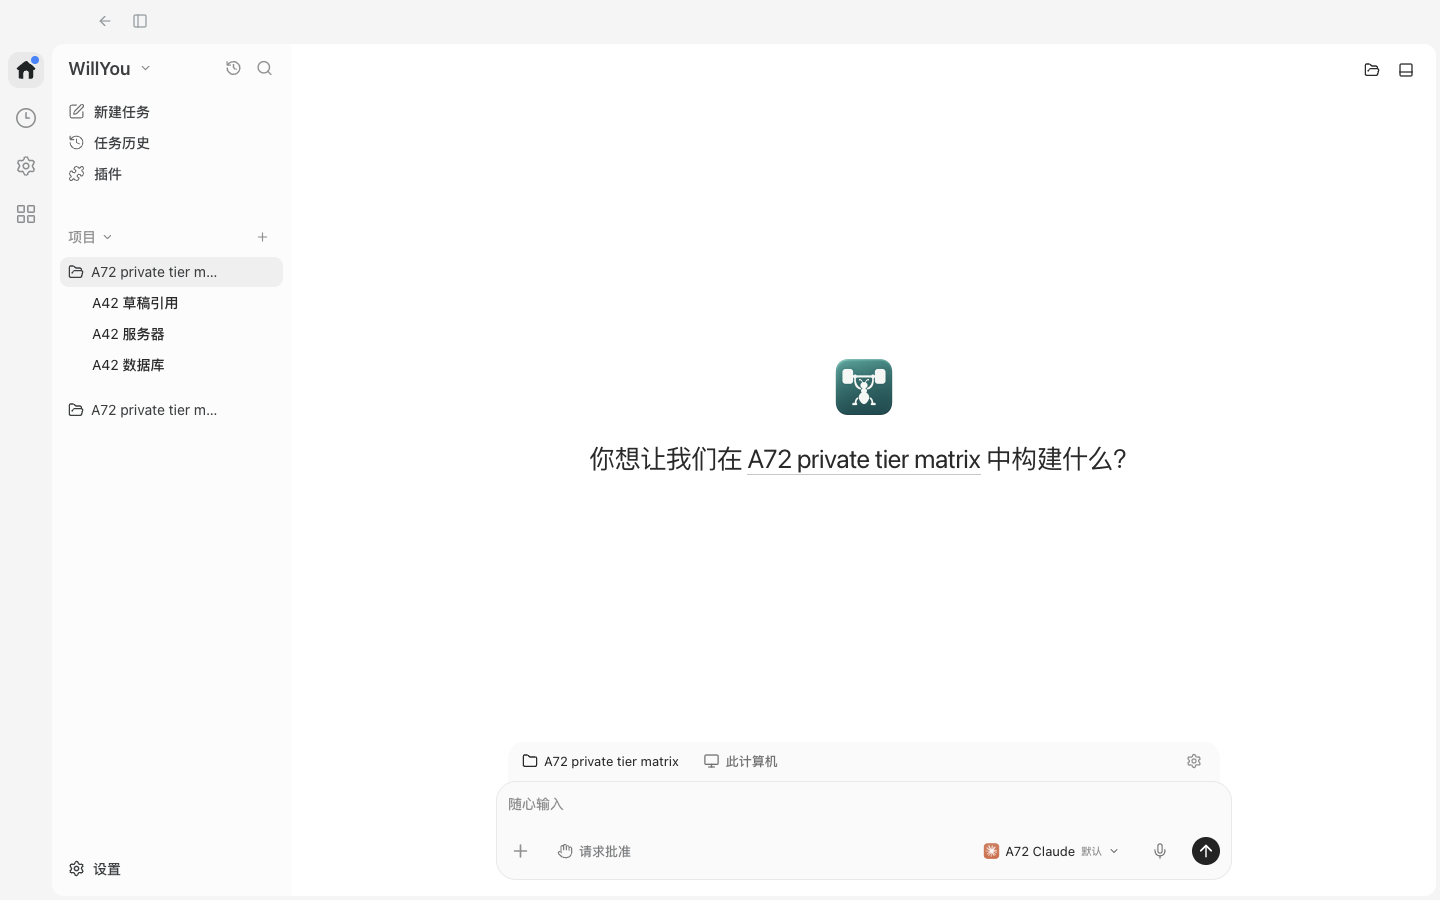 WillYou
新建任务
任务历史
插件
项目
A72 private tier m...
A42 草稿引用
A42 服务器
A42 数据库
A72 private tier m...
设置
你想让我们在 A72 private tier matrix 中构建什么?
A72 private tier matrix 此计算机
随心输入
请求批准 A72 Claude 默认